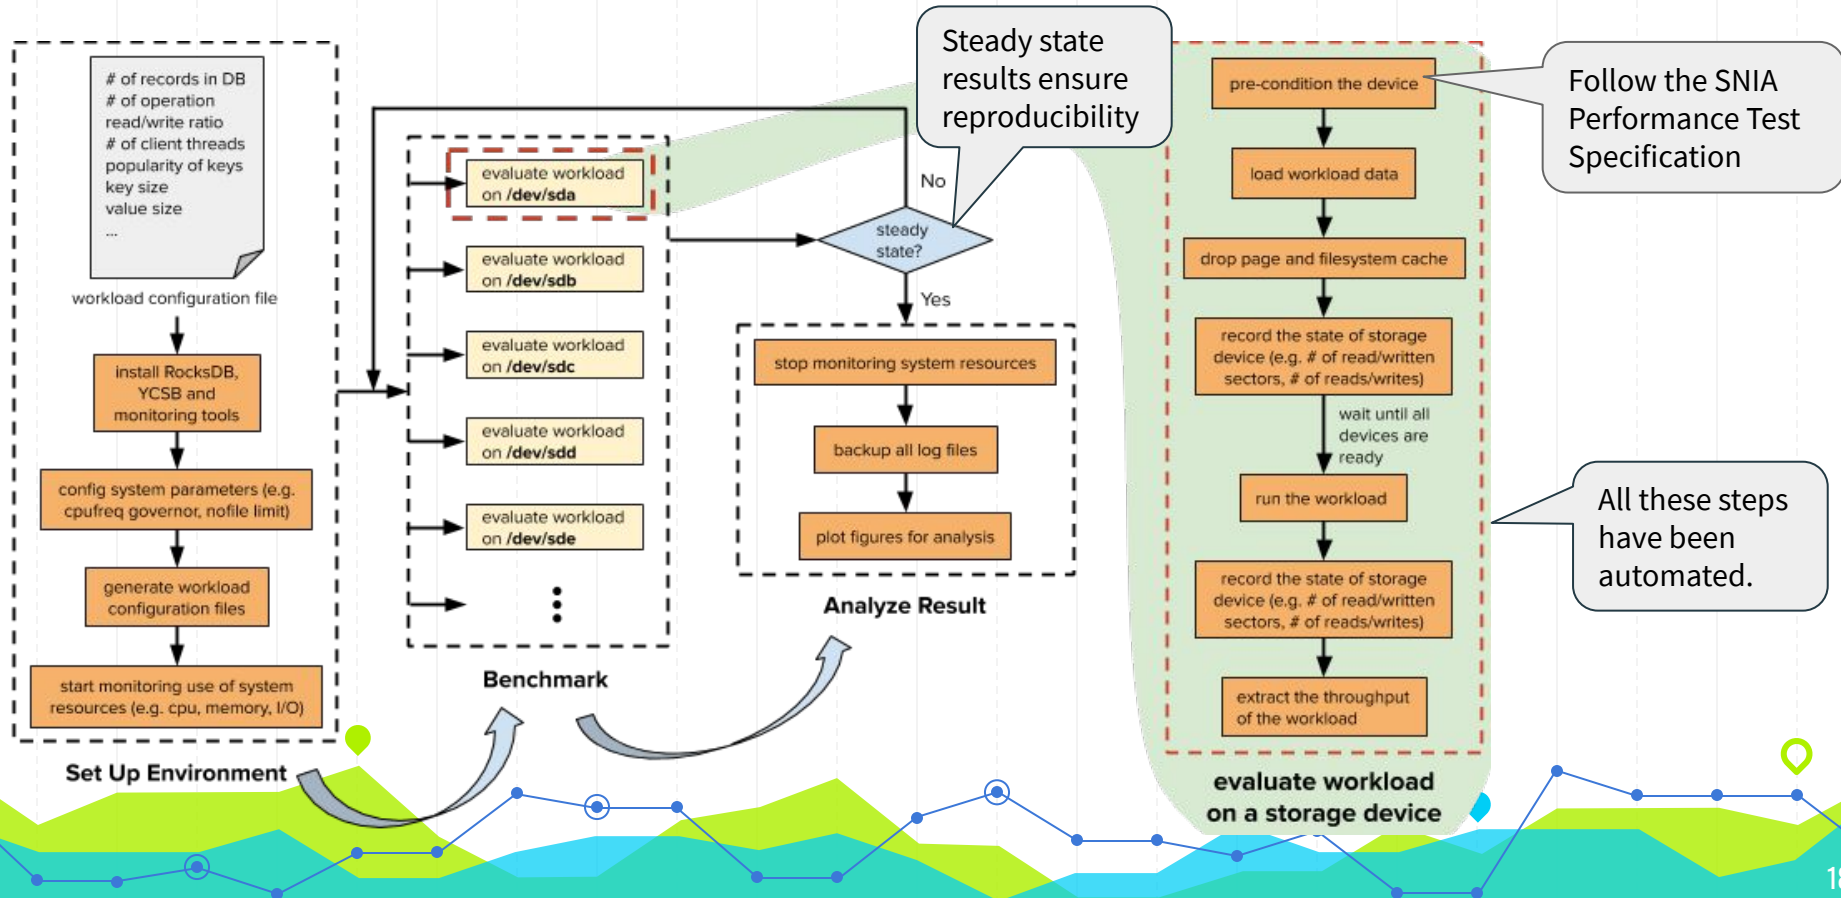 # of records in DB
# of operation
read/write ratio
# of client threads
popularity of keys
key size
value size
...
workload configuration file
install RocksDB,
YCSB and
monitoring tools
config system parameters (e.g.
cpufreq governor, nofile limit)
generate workload
configuration files
start monitoring use of system
resources (e.g. cpu, memory, I/O)
Set Up Environment
evaluate workload
on /dev/sda
evaluate workload
on /dev/sdb
evaluate workload
on /dev/sdc
evaluate workload
on /dev/sdd
evaluate workload
on /dev/sde
Benchmark
Steady state
results ensure
reproducibility
No
steady
state?
Yes
stop monitoring system resources
backup all log files
plot figures for analysis
Analyze Result
pre-condition the device
load workload data
drop page and filesystem cache
record the state of storage
device (e.g. # of read/written
sectors, # of reads/writes)
wait until all
devices are
ready
run the workload
record the state of storage
device (e.g. # of read/written
sectors, # of reads/writes)
extract the throughput
of the workload
evaluate workload
on a storage device
Follow the SNIA
Performance Test
Specification
All these steps
have been
automated.
18